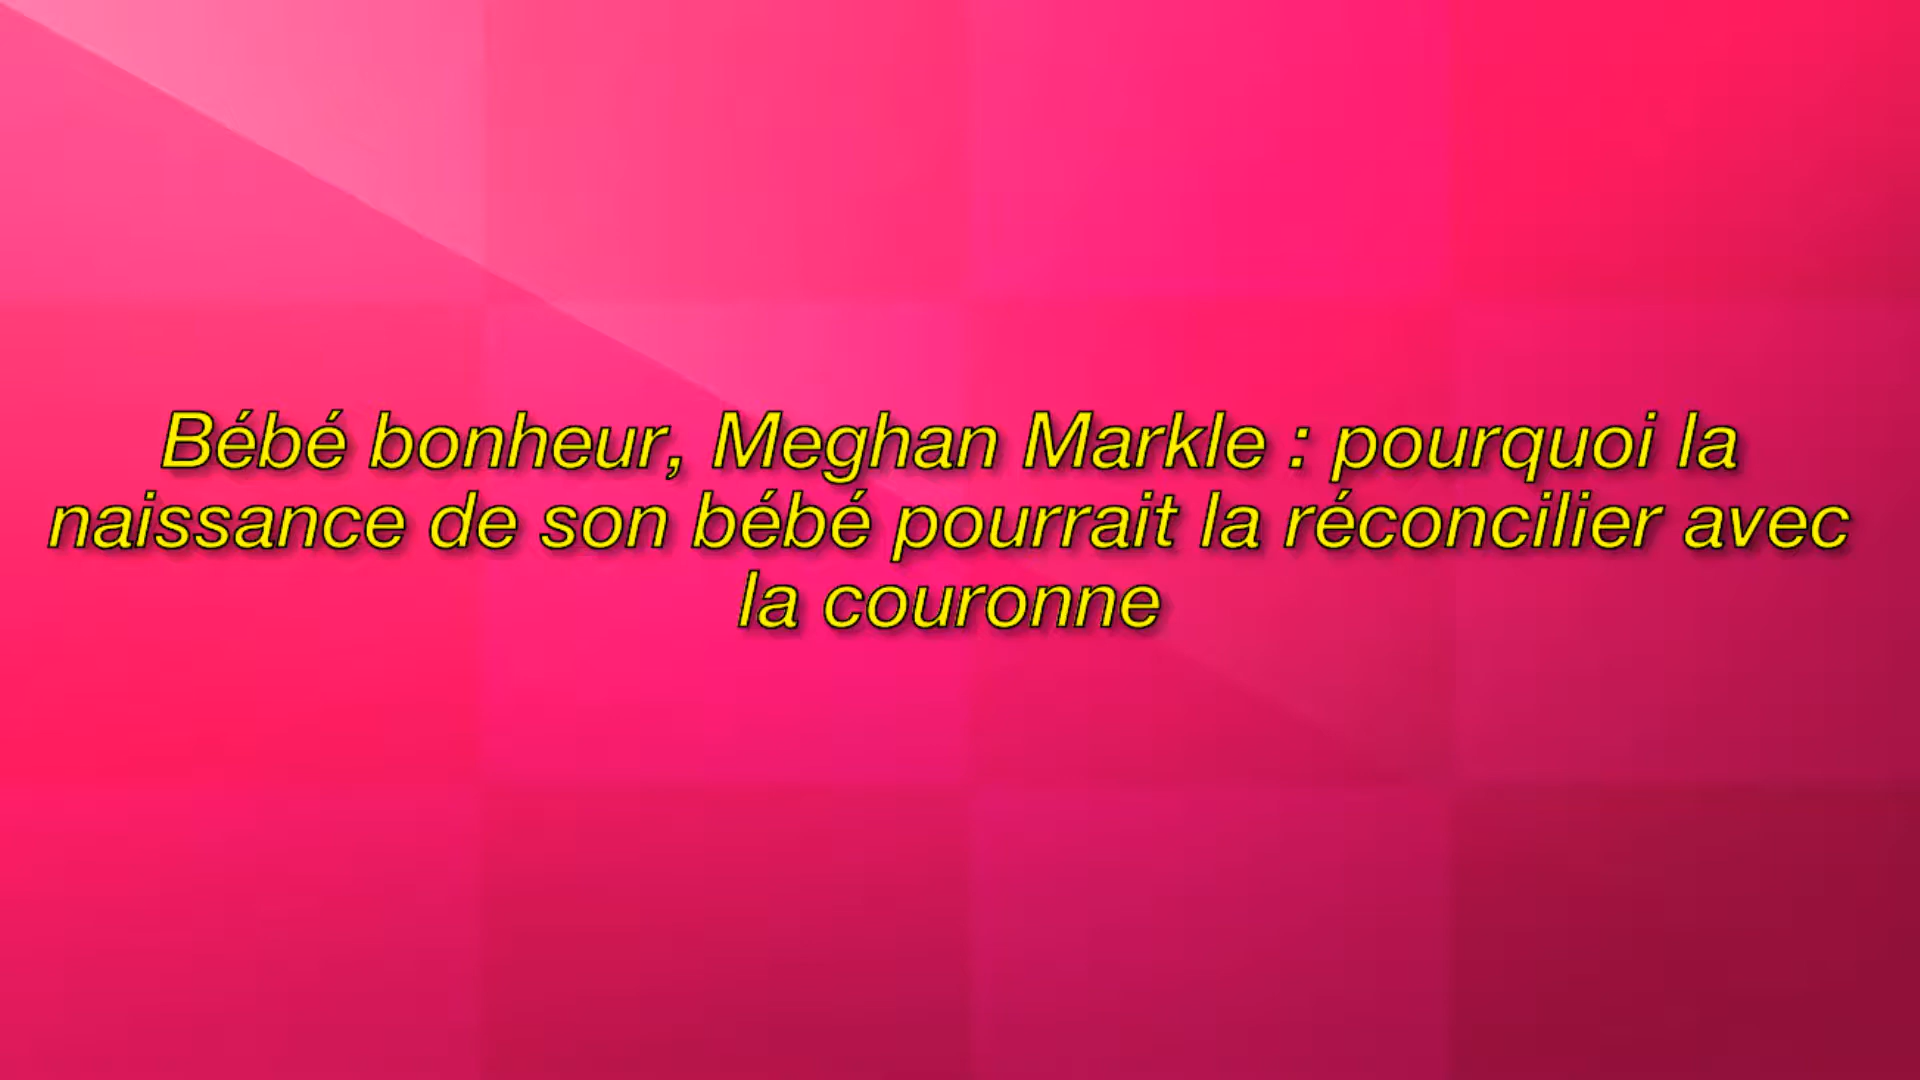 Bébé bonheur, Meghan Markle : pourquoi la
naissance de son bébé pourrait la réconcilier avec
la couronne